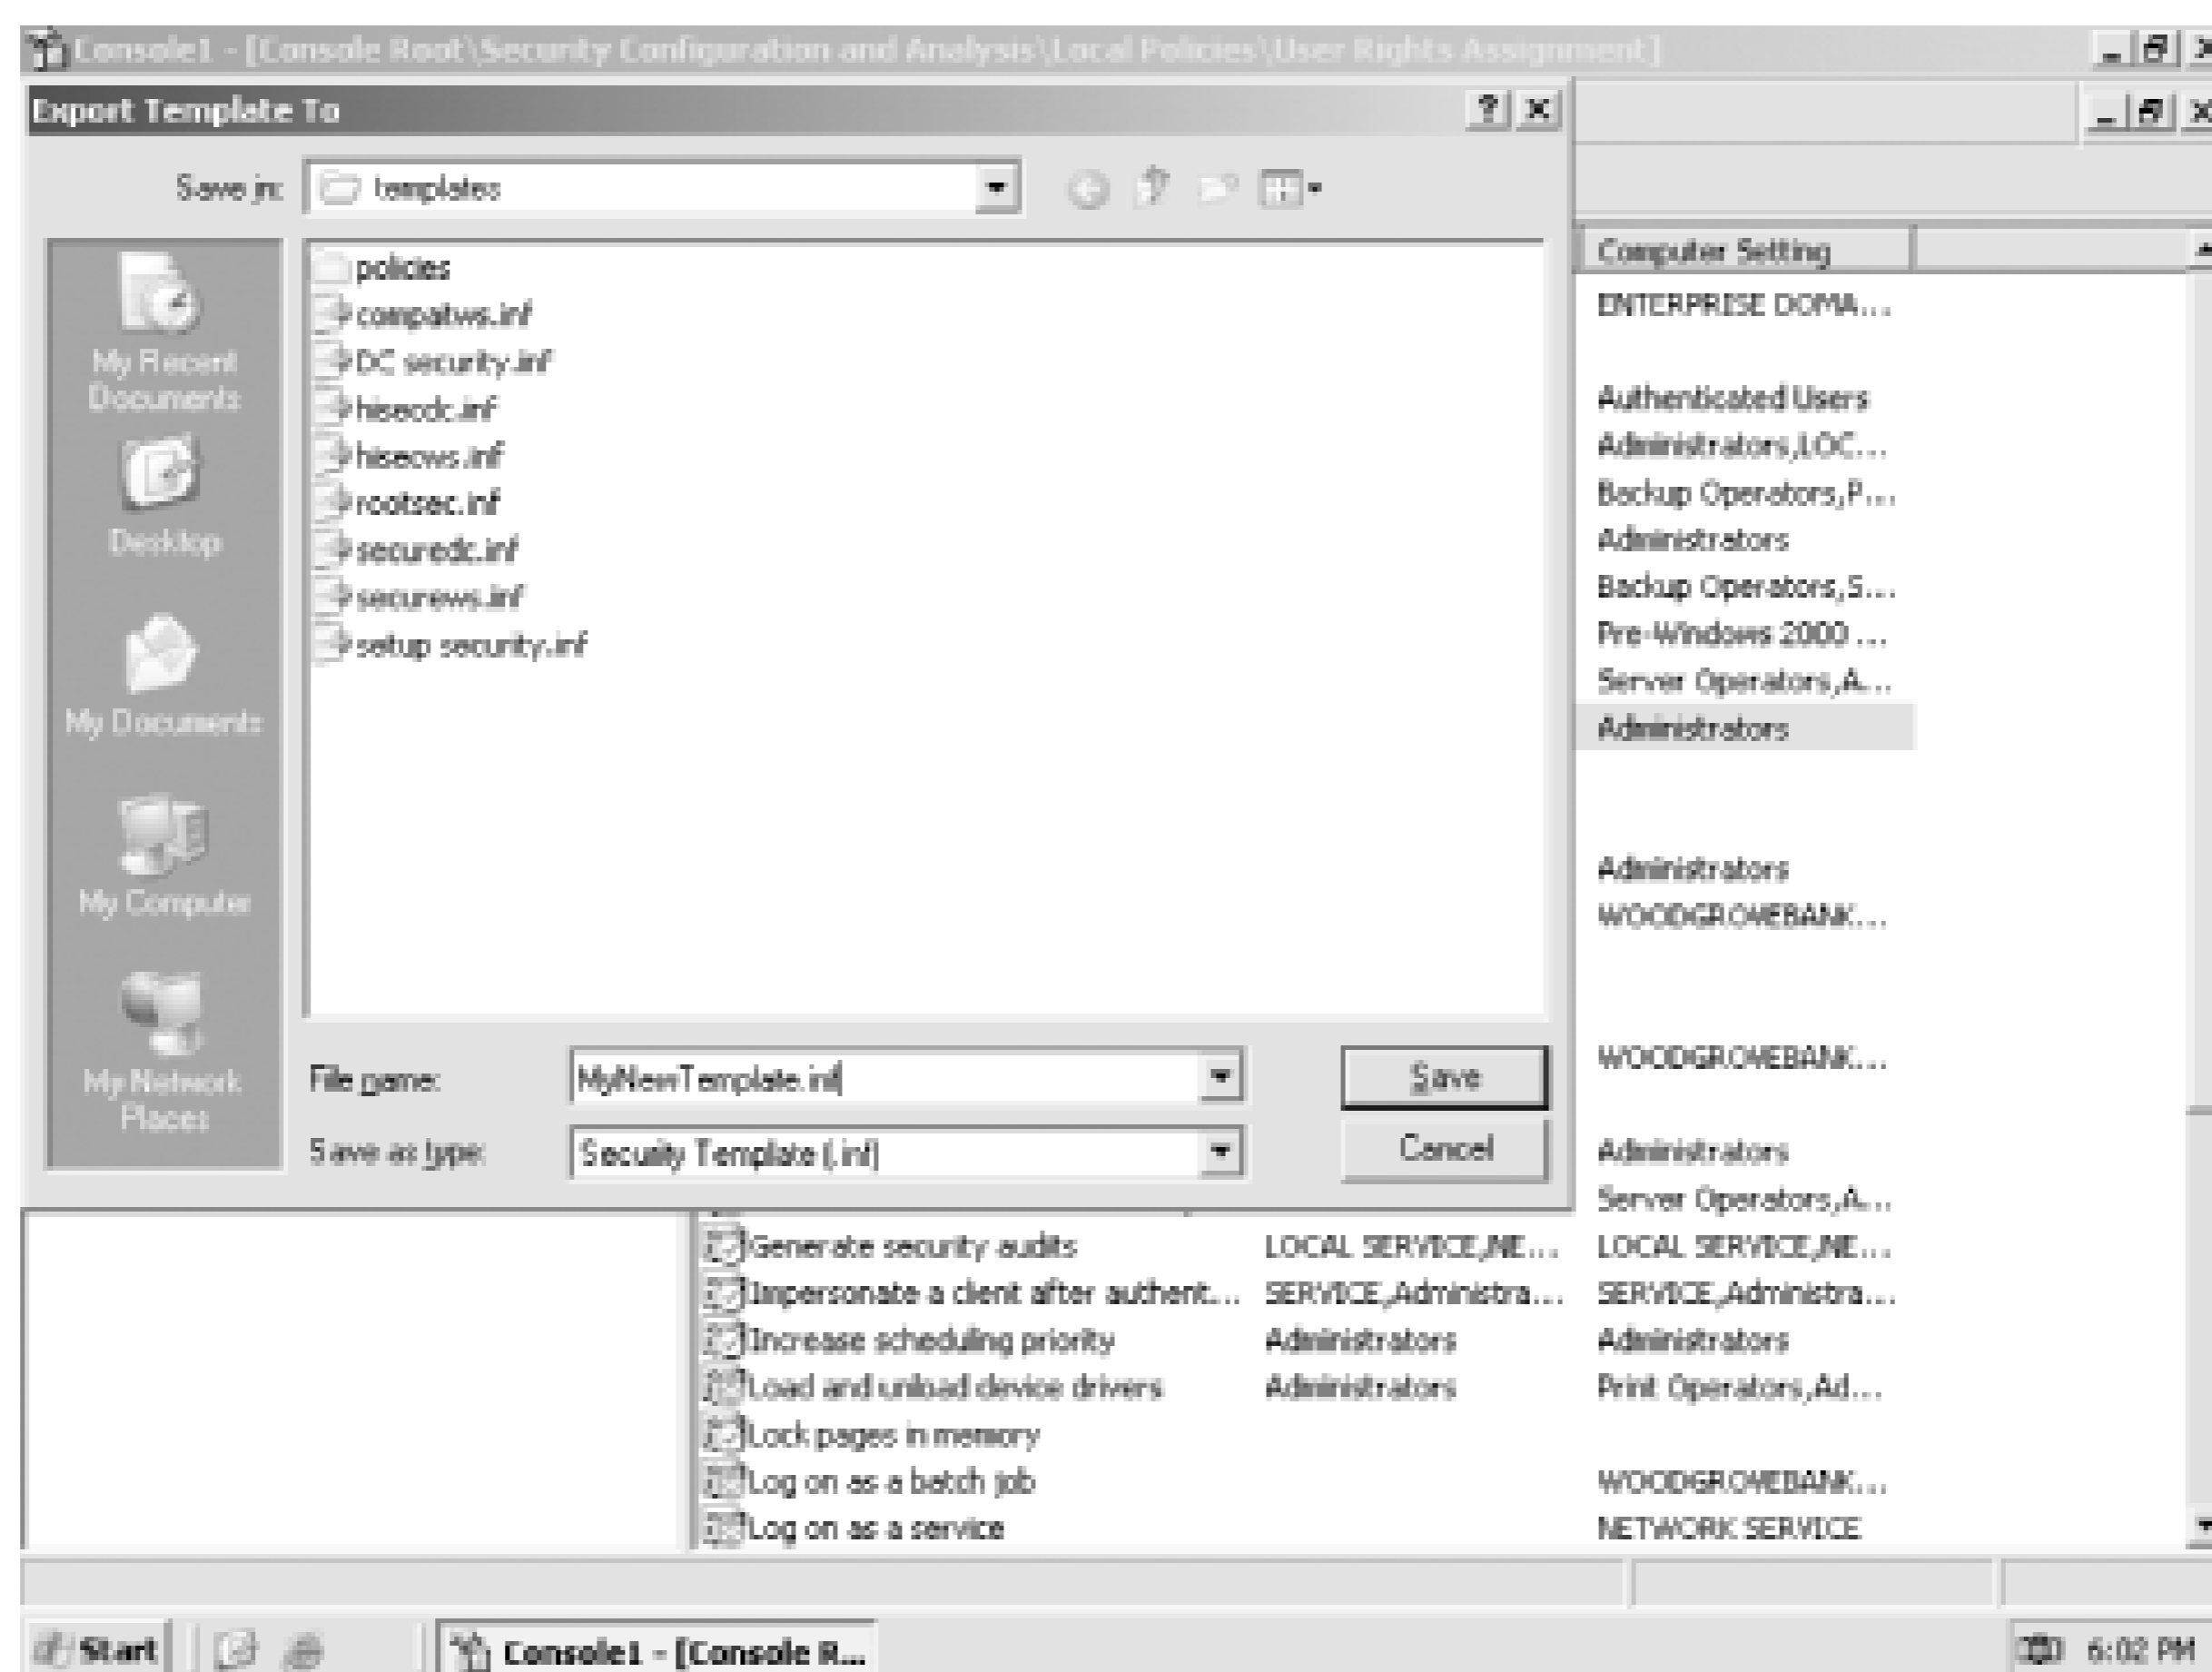 Console1 - [Console Root\Security Configuration and Analysis\Local Policies\User Rights Assignment]
Export Template To
Save in:
templates
My Recent
Documents
Desktop
My Documents
My Computer
My Network
Places
policies
compatws.inf
DC security.inf
hisecdc.inf
hisecws.inf
rootsec.inf
securedc.inf
securews.inf
setup security.inf
File name:
MyNewTemplate.inf
Save
Save as type:
Security Template (.inf)
Cancel
Computer Setting
ENTERPRISE DOMA...
Authenticated Users
Administrators,LOC...
Backup Operators,P...
Administrators
Backup Operators,S...
Pre-Windows 2000 ...
Server Operators,A...
Administrators
Administrators
WOODGROVEBANK...
WOODGROVEBANK...
Administrators
Server Operators,A...
Generate security audits LOCAL SERVICE,NE... LOCAL SERVICE,NE...
Impersonate a client after authent... SERVICE,Administra... SERVICE,Administra...
Increase scheduling priority Administrators Administrators
Load and unload device drivers Administrators Print Operators,Ad...
Lock pages in memory
Log on as a batch job WOODGROVEBANK...
Log on as a service NETWORK SERVICE
Start
Console1 - [Console R...
6:02 PM